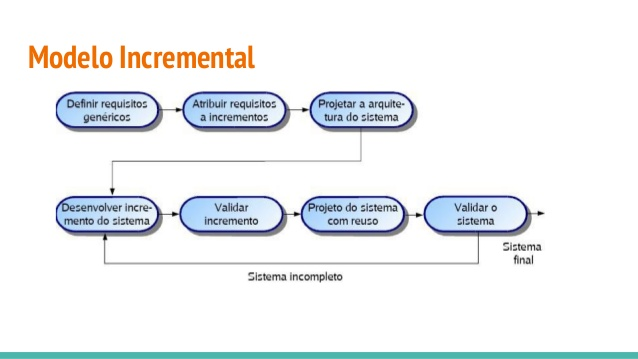 Modelo Incremental
Definir requisitos
genéricos
Atribuir requisitos
a incrementos
Projetar a arquite-
tura do sistema
Desenvolver incre-
mento do sistema
Validar
incremento
Projeto do sistema
com reuso
Validar o
sistema
Sistema
final
Sistema incompleto